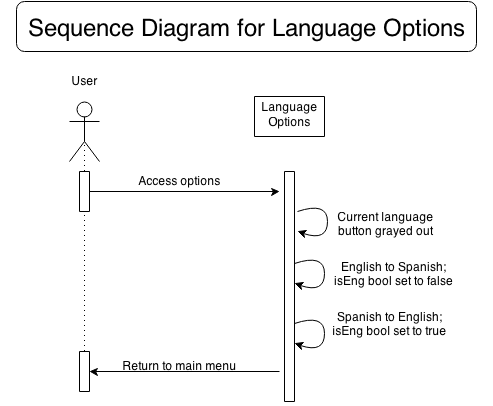 Sequence Diagram for Language Options
User
Language
Options
Access options
Current language
button grayed out
English to Spanish;
isEng bool set to false
Spanish to English;
isEng bool set to true
Return to main menu